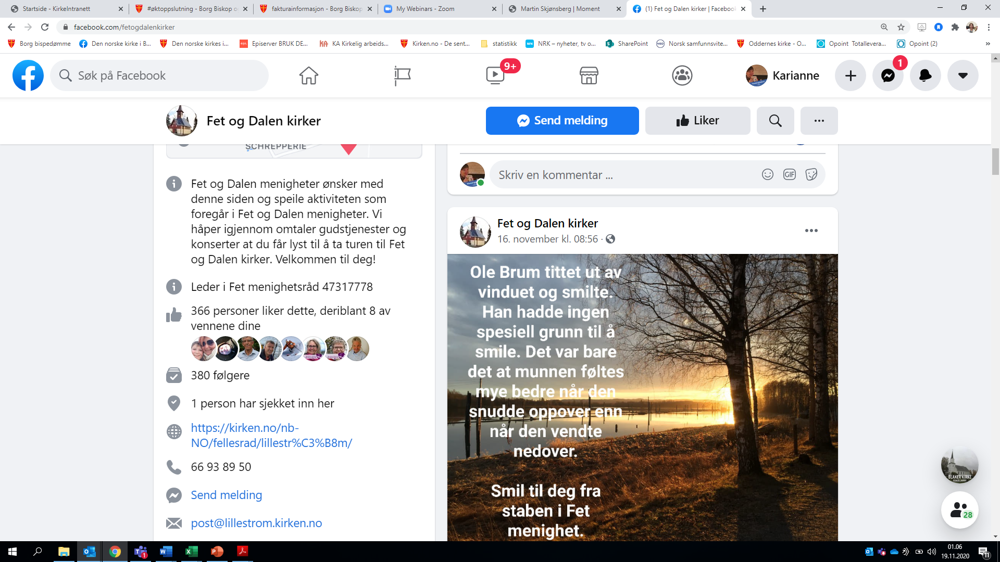 Startside - KirkeIntranett
#øktoppslutning - Borg Biskop o
fakturainformasjon - Borg Biskop
My Webinars - Zoom
Martin Skjønsberg | Moment
(1) Fet og Dalen kirker | Facebook
facebook.com/fetogdalenkirker
Borg bispedømme
Den norske kirke i B...
Den norske kirkes i...
Episerver BRUK DE...
KA Kirkelig arbeids...
Kirken.no - De sent...
statistikk
NRK – nyheter, tv o...
SharePoint
Norsk samfunnsvite...
Oddernes kirke - O...
Opoint Totallevera...
Opoint (2)
»
Søk på Facebook
9+
Karianne
1
Fet og Dalen kirker
Send melding
Liker
SCHREPPERIE
Fet og Dalen menigheter ønsker med
denne siden og speile aktiviteten som
foregår i Fet og Dalen menigheter. Vi
håper igjennom omtaler gudstjenester og
konserter at du får lyst til å ta turen til Fet
og Dalen kirker. Velkommen til deg!
Leder i Fet menighetsråd 47317778
366 personer liker dette, deriblant 8 av
vennene dine
380 følgere
1 person har sjekket inn her
https://kirken.no/nb-
NO/fellesrad/lillestr%C3%B8m/
66 93 89 50
Send melding
post@lillestrom.kirken.no
Skriv en kommentar ...
GIF
Fet og Dalen kirker
16. november kl. 08:56 ·
Ole Brum tittet ut av
vinduet og smilte.
Han hadde ingen
spesiell grunn til å
smile. Det var bare
det at munnen føltes
mye bedre når den
snudde oppover enn
når den vendte
nedover.
Smil til deg fra
staben i Fet
menighet.
BLAKER KIRKE
28
1
01.06
19.11.2020
11